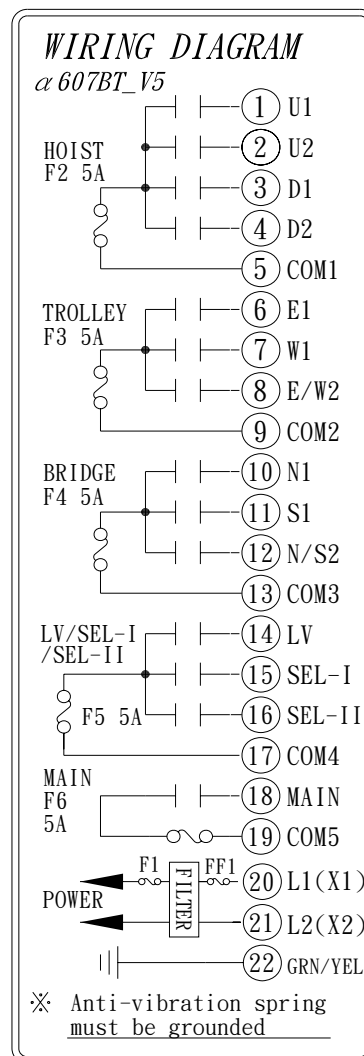 WIRING DIAGRAM
α607BT_V5
1 U1
HOIST 2 U2
F2 5A 3 D1
4 D2
5 COM1
TROLLEY 6 E1
F3 5A 7 W1
8 E/W2
9 COM2
BRIDGE 10 N1
F4 5A 11 S1
12 N/S2
13 COM3
LV/SEL-I 14 LV
/SEL-II 15 SEL-I
F5 5A 16 SEL-II
17 COM4
MAIN 18 MAIN
F6
5A 19 COM5
F1 FILTER FF1 20 L1(X1)
POWER 21 L2(X2)
22 GRN/YEL
※ Anti-vibration spring
must be grounded